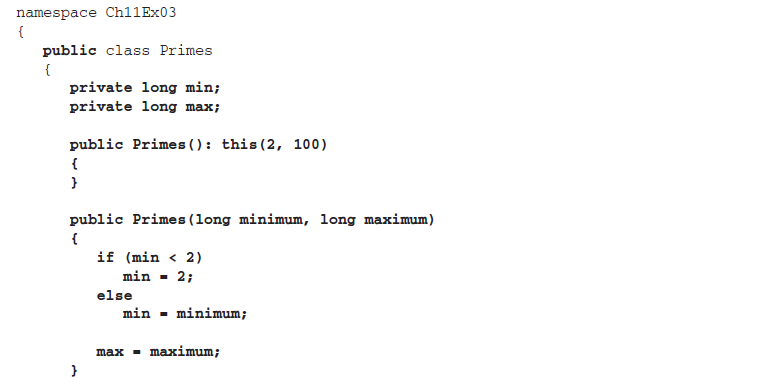 namespace Ch11Ex03
{
   public class Primes
   {
      private long min;
      private long max;

      public Primes(): this(2, 100)
      {
      }

      public Primes(long minimum, long maximum)
      {
         if (min < 2)
            min = 2;
         else
            min = minimum;

         max = maximum;
      }